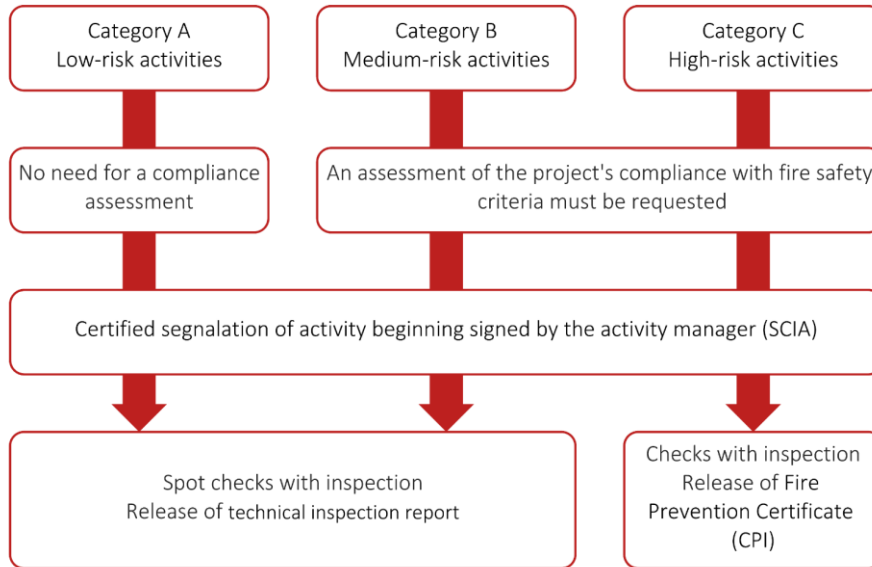 Category A
Low-risk activities
Category B
Medium-risk activities
Category C
High-risk activities
No need for a compliance
assessment
An assessment of the project's compliance with fire safety
criteria must be requested
Certified segnalation of activity beginning signed by the activity manager (SCIA)
Spot checks with inspection
Release of technical inspection report
Checks with inspection
Release of Fire
Prevention Certificate
(CPI)